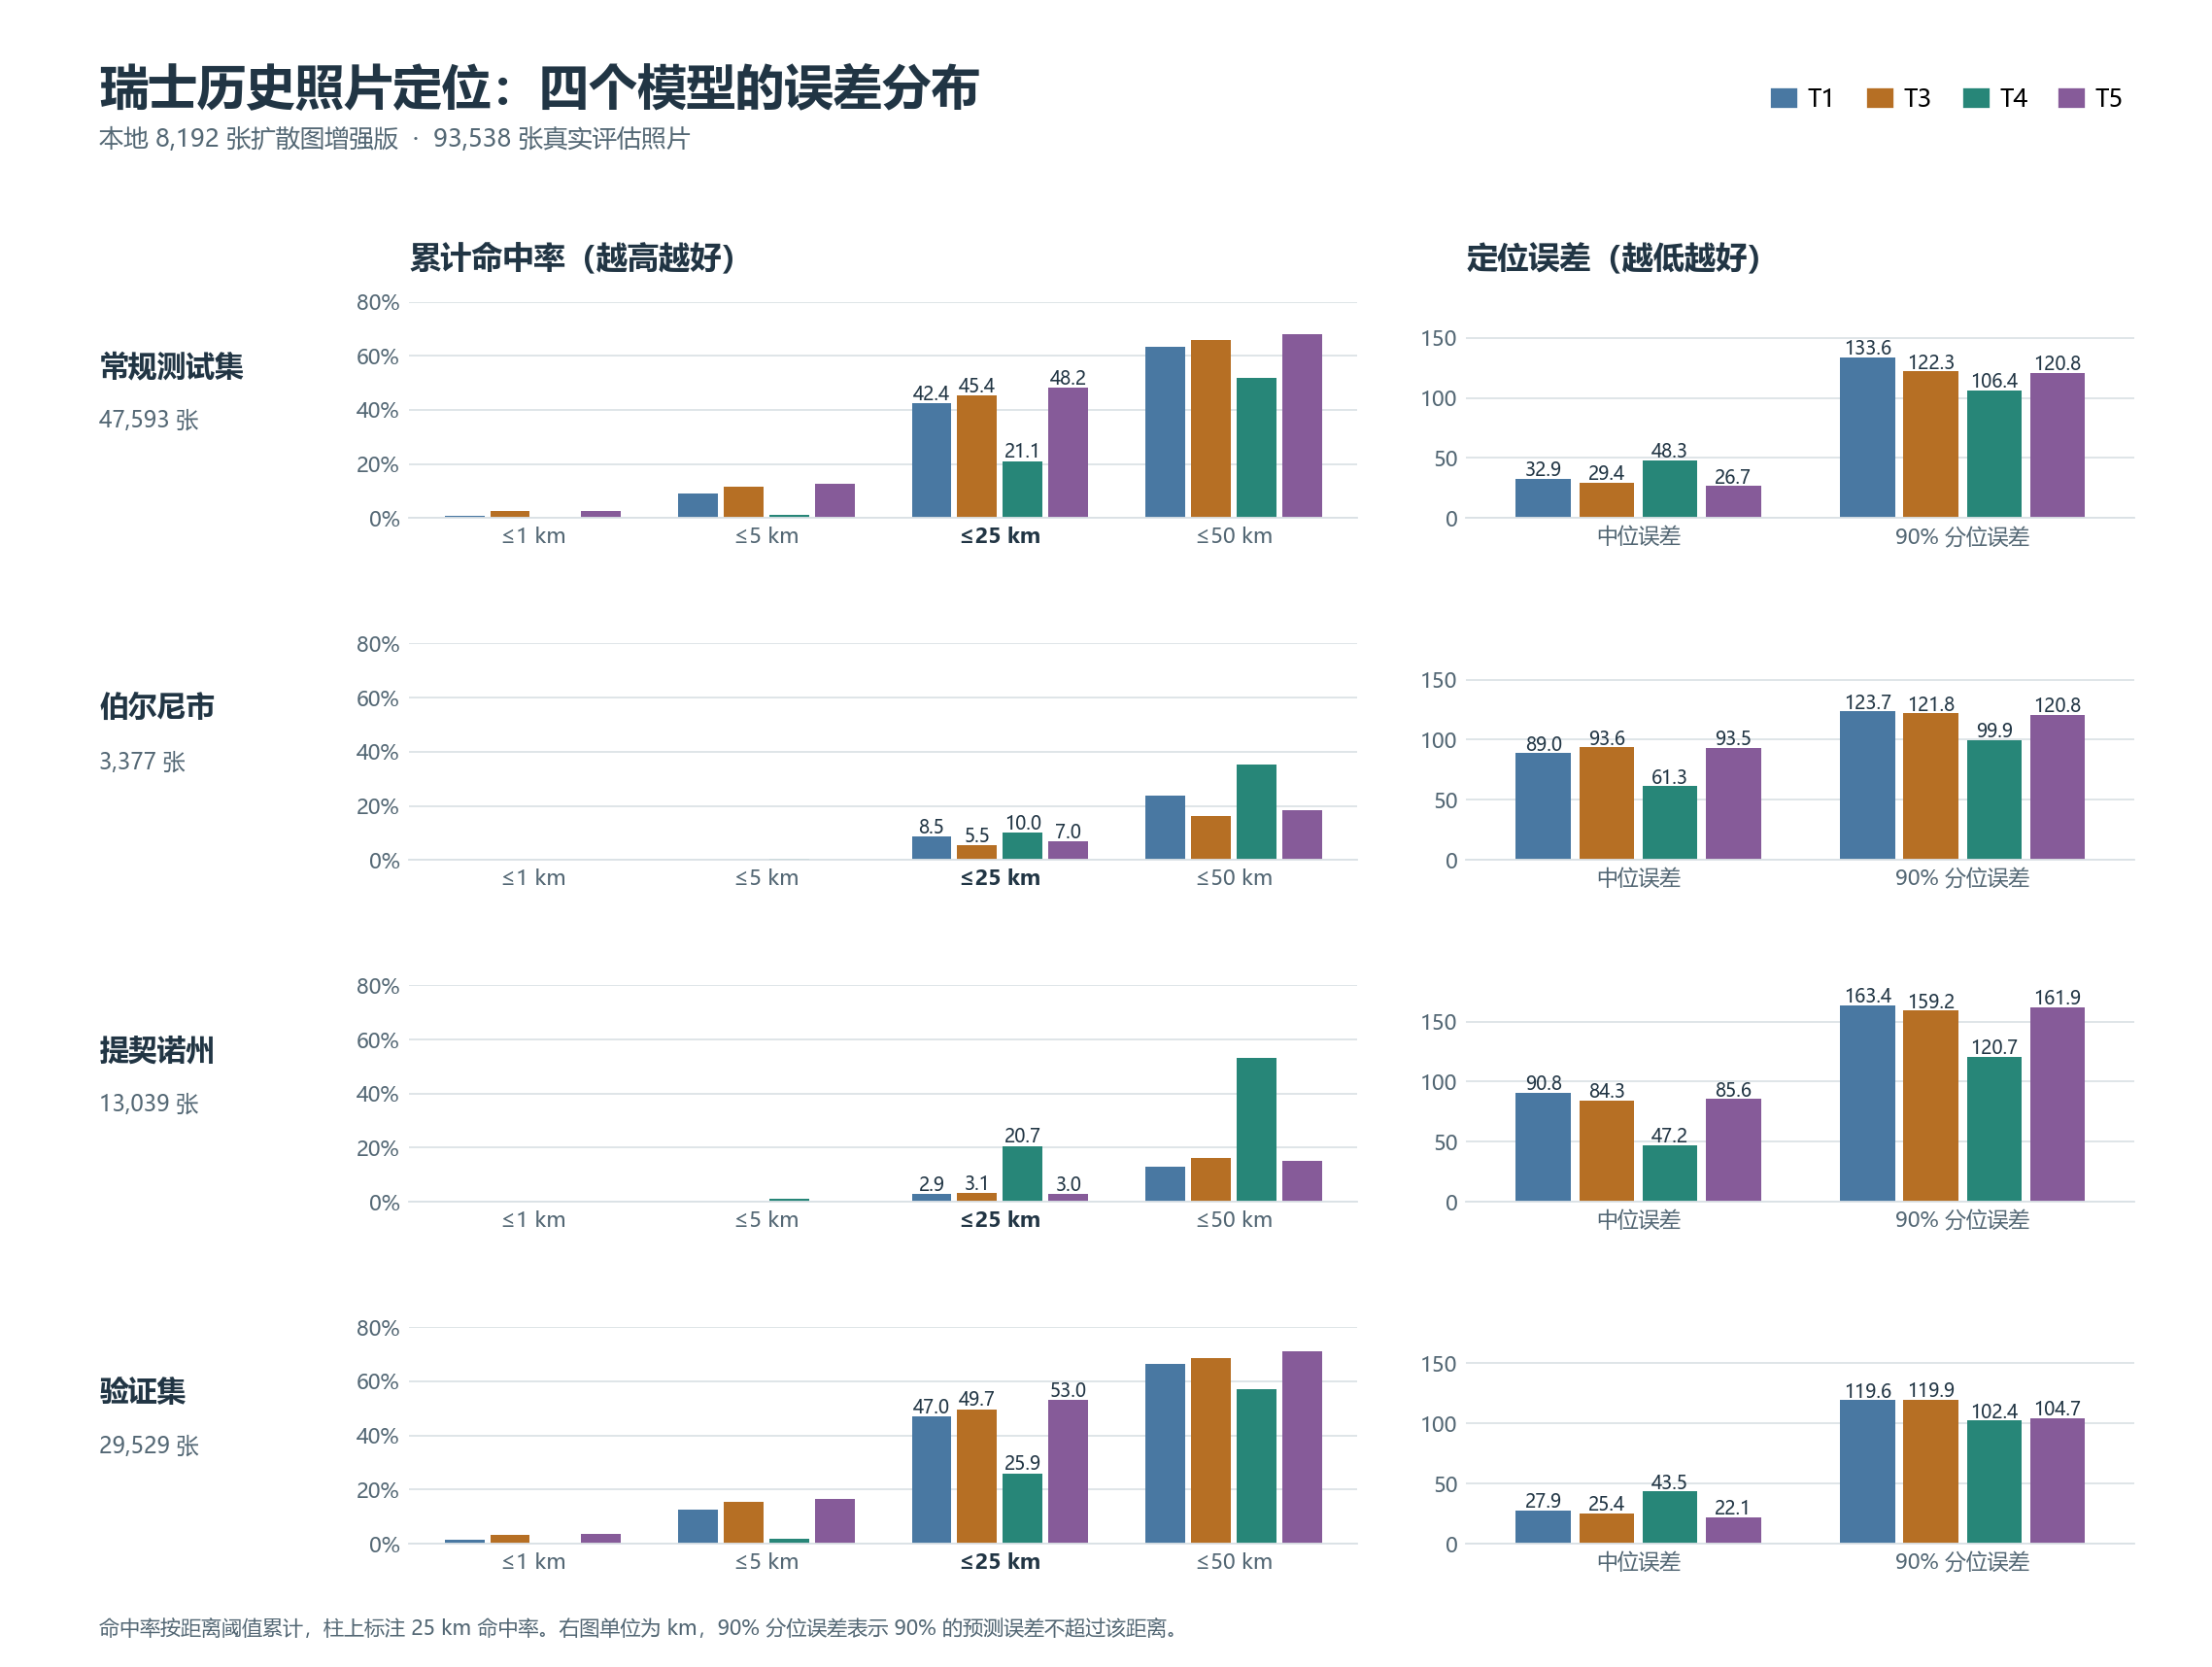 瑞士历史照片定位：四个模型的误差分布
T1 T3 T4 T5
本地 8,192 张扩散图增强版 · 93,538 张真实评估照片
累计命中率（越高越好）
定位误差（越低越好）
常规测试集
47,593 张
80%
60%
40%
20%
0%
42.4 45.4 21.1 48.2
≤1 km ≤5 km ≤25 km ≤50 km
150
100
50
0
32.9 29.4 48.3 26.7
133.6 122.3 106.4 120.8
中位误差 90% 分位误差
伯尔尼市
3,377 张
80%
60%
40%
20%
0%
8.5 5.5 10.0 7.0
≤1 km ≤5 km ≤25 km ≤50 km
150
100
50
0
89.0 93.6 61.3 93.5
123.7 121.8 99.9 120.8
中位误差 90% 分位误差
提契诺州
13,039 张
80%
60%
40%
20%
0%
2.9 3.1 20.7 3.0
≤1 km ≤5 km ≤25 km ≤50 km
150
100
50
0
90.8 84.3 47.2 85.6
163.4 159.2 120.7 161.9
中位误差 90% 分位误差
验证集
29,529 张
80%
60%
40%
20%
0%
47.0 49.7 25.9 53.0
≤1 km ≤5 km ≤25 km ≤50 km
150
100
50
0
27.9 25.4 43.5 22.1
119.6 119.9 102.4 104.7
中位误差 90% 分位误差
命中率按距离阈值累计，柱上标注 25 km 命中率。右图单位为 km，90% 分位误差表示 90% 的预测误差不超过该距离。